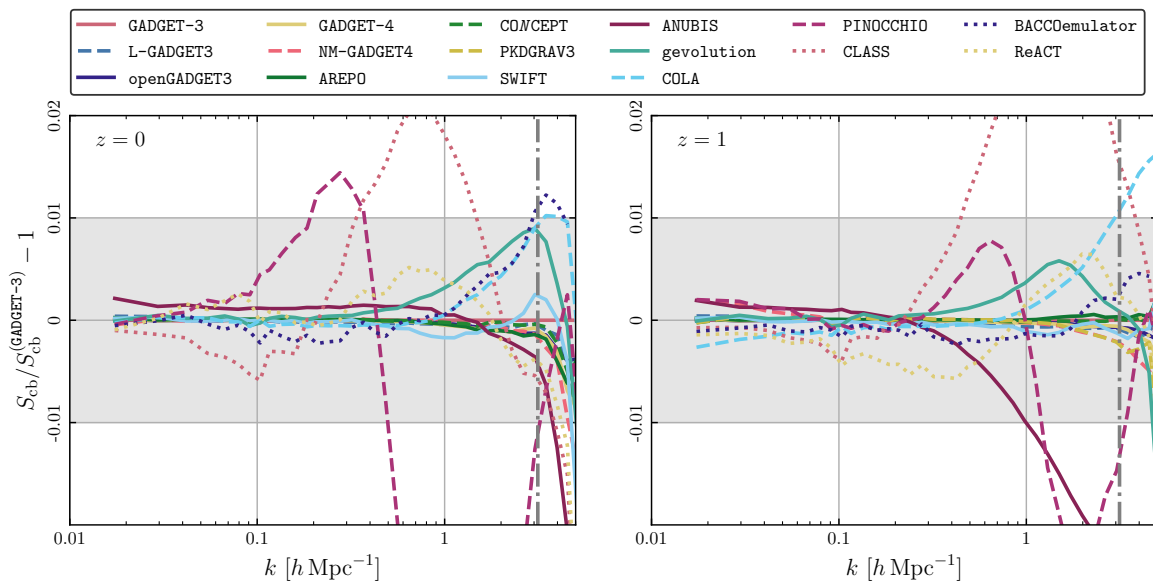 GADGET-3 GADGET-4 CO𝒩CEPT ANUBIS PINOCCHIO BACCOemulator
L-GADGET3 NM-GADGET4 PKDGRAV3 gevolution CLASS ReACT
openGADGET3 AREPO SWIFT COLA
S_cb/S_cb^(GADGET-3) − 1
0.02
0.01
0
-0.01
z = 0
0.01 0.1 1
k [h Mpc⁻¹]
0.02
0.01
0
-0.01
z = 1
0.01 0.1 1
k [h Mpc⁻¹]